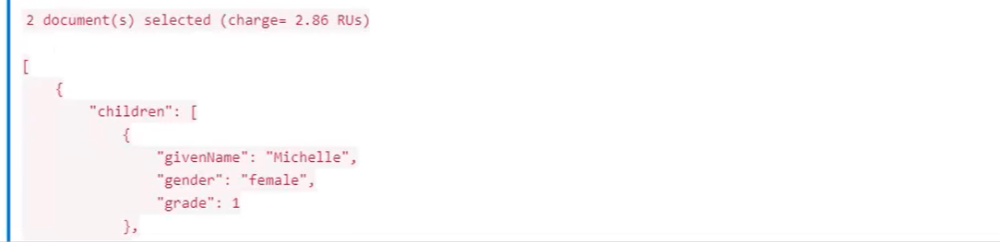 2 document(s) selected (charge= 2.86 RUs)
[
{
"children": [
{
"givenName": "Michelle",
"gender": "female",
"grade": 1
},